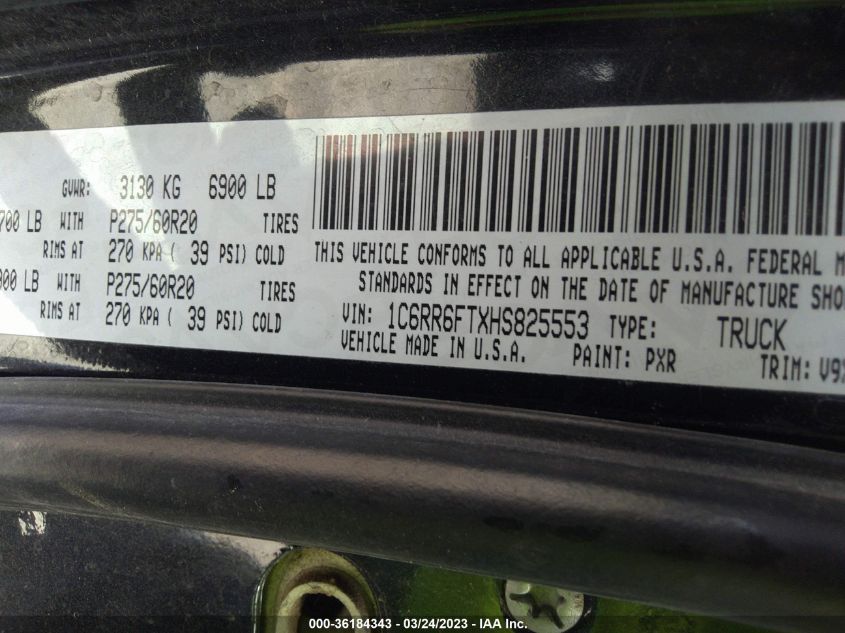 GVWR: 3130 KG 6900 LB
700 LB WITH P275/60R20 TIRES
RIMS AT 270 KPA ( 39 PSI) COLD
900 LB WITH P275/60R20 TIRES
RIMS AT 270 KPA ( 39 PSI) COLD
THIS VEHICLE CONFORMS TO ALL APPLICABLE U.S.A. FEDERAL M
STANDARDS IN EFFECT ON THE DATE OF MANUFACTURE SHO
VIN: 1C6RR6FTXHS825553 TYPE: TRUCK
VEHICLE MADE IN U.S.A. PAINT: PXR TRIM: V9X
000-36184343 — 03/24/2023 — IAA Inc.